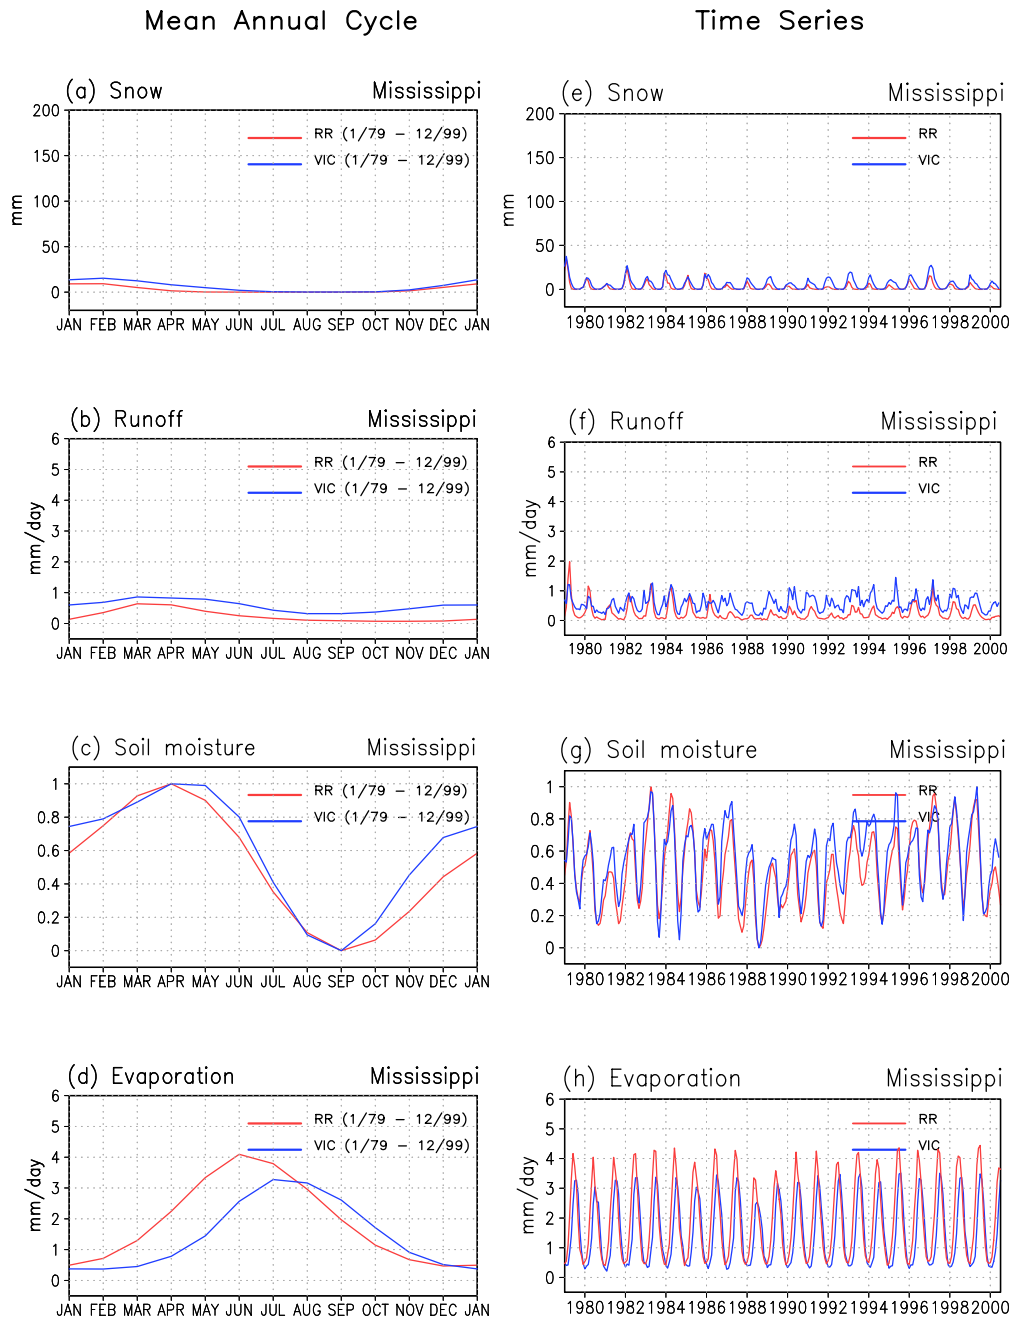 Mean Annual Cycle
Time Series
(a) Snow Mississippi
200
150
100
50
0
mm
RR (1/79 − 12/99)
VIC (1/79 − 12/99)
JAN FEB MAR APR MAY JUN JUL AUG SEP OCT NOV DEC JAN
(e) Snow Mississippi
200
150
100
50
0
mm
RR
VIC
1980 1982 1984 1986 1988 1990 1992 1994 1996 1998 2000
(b) Runoff Mississippi
6
5
4
3
2
1
0
mm/day
RR (1/79 − 12/99)
VIC (1/79 − 12/99)
JAN FEB MAR APR MAY JUN JUL AUG SEP OCT NOV DEC JAN
(f) Runoff Mississippi
6
5
4
3
2
1
0
mm/day
RR
VIC
1980 1982 1984 1986 1988 1990 1992 1994 1996 1998 2000
(c) Soil moisture Mississippi
1
0.8
0.6
0.4
0.2
0
RR (1/79 − 12/99)
VIC (1/79 − 12/99)
JAN FEB MAR APR MAY JUN JUL AUG SEP OCT NOV DEC JAN
(g) Soil moisture Mississippi
1
0.8
0.6
0.4
0.2
0
RR
VIC
1980 1982 1984 1986 1988 1990 1992 1994 1996 1998 2000
(d) Evaporation Mississippi
6
5
4
3
2
1
0
mm/day
RR (1/79 − 12/99)
VIC (1/79 − 12/99)
JAN FEB MAR APR MAY JUN JUL AUG SEP OCT NOV DEC JAN
(h) Evaporation Mississippi
6
5
4
3
2
1
0
mm/day
RR
VIC
1980 1982 1984 1986 1988 1990 1992 1994 1996 1998 2000